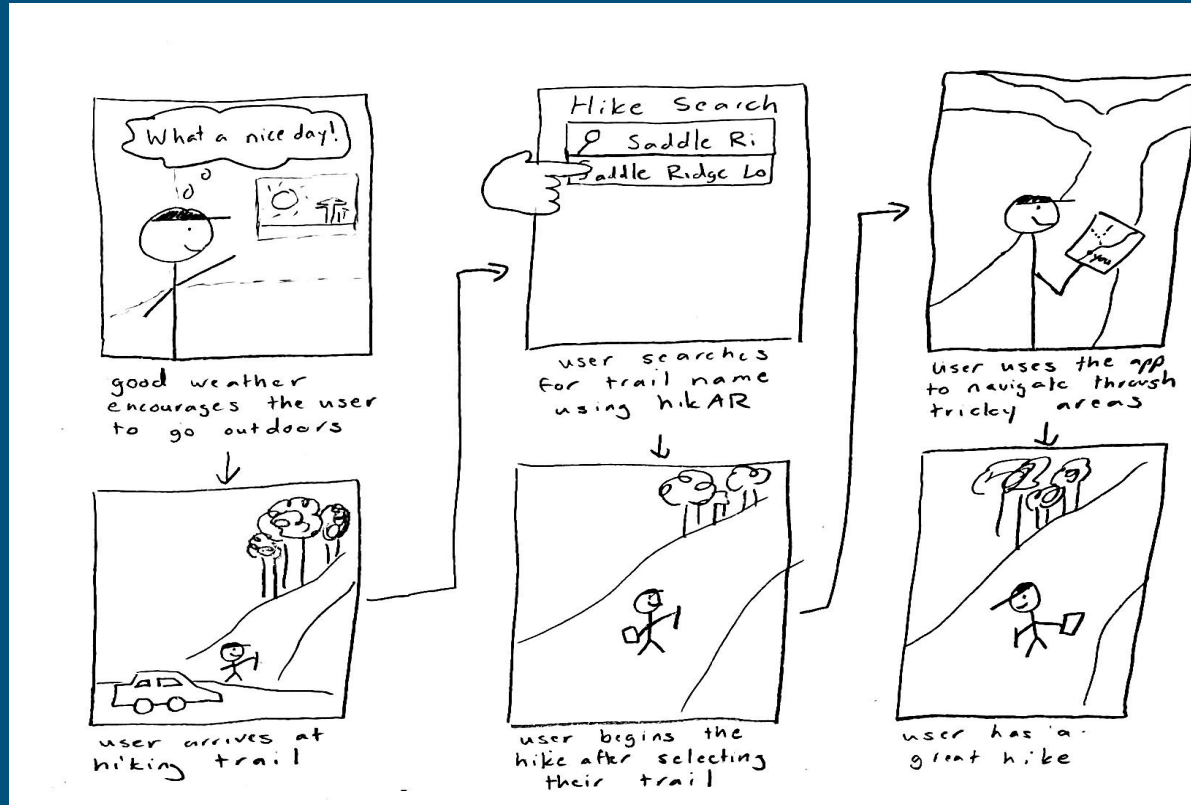 What a nice day!
good weather
encourages the user
to go outdoors
user arrives at
hiking trail
Hike Search
Saddle Ri
Saddle Ridge Lo
user searches
for trail name
using hikAR
user begins the
hike after selecting
their trail
you
user uses the app
to navigate through
tricky areas
user has a
great hike